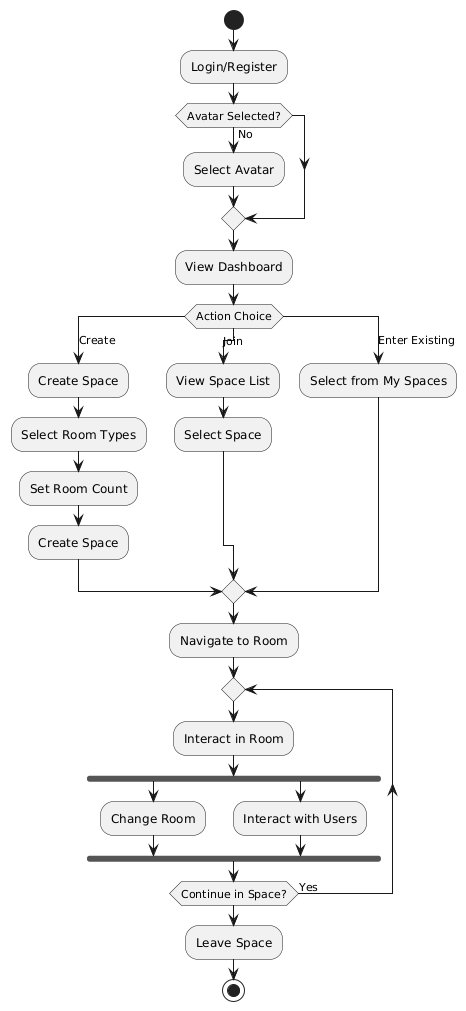 Login/Register
Avatar Selected?
No
Select Avatar
View Dashboard
Action Choice
Create
Join
Enter Existing
Create Space
View Space List
Select from My Spaces
Select Room Types
Select Space
Set Room Count
Create Space
Navigate to Room
Interact in Room
Change Room
Interact with Users
Continue in Space?
Yes
Leave Space